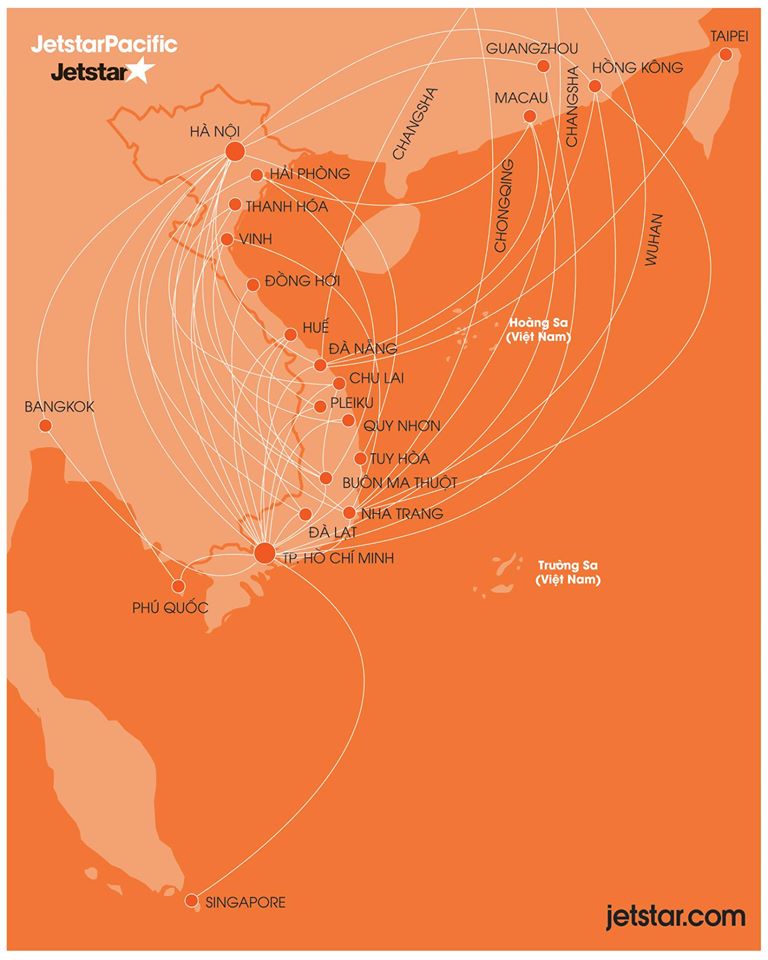 JetstarPacific
Jetstar
TAIPEI
GUANGZHOU
HỒNG KÔNG
MACAU
CHANGSHA
CHANGSHA
CHONGQING
WUHAN
HÀ NỘI
HẢI PHÒNG
THANH HÓA
VINH
ĐỒNG HỚI
HUẾ
Hoàng Sa
(Việt Nam)
ĐÀ NẴNG
CHU LAI
PLEIKU
BANGKOK
QUY NHƠN
TUY HÒA
BUÔN MA THUỘT
NHA TRANG
ĐÀ LẠT
TP. HỒ CHÍ MINH
Trường Sa
(Việt Nam)
PHÚ QUỐC
SINGAPORE
jetstar.com